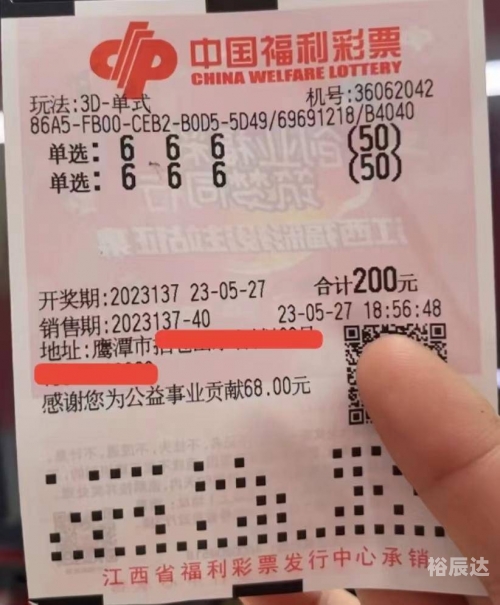 中国福利彩票
CHINA WELFARE LOTTERY
玩法:3D-单式 机号:36062042
86A5-FB00-CEB2-B0D5-5D49/69691218/B4040
单选: 6 6 6 (50)
单选: 6 6 6 (50)
开奖期:2023137 23-05-27 合计200元
销售期:2023137-40 23-05-27 18:56:48
地址:鹰潭市
感谢您为公益事业贡献68.00元
江西省福利彩票发行中心承销
裕辰达